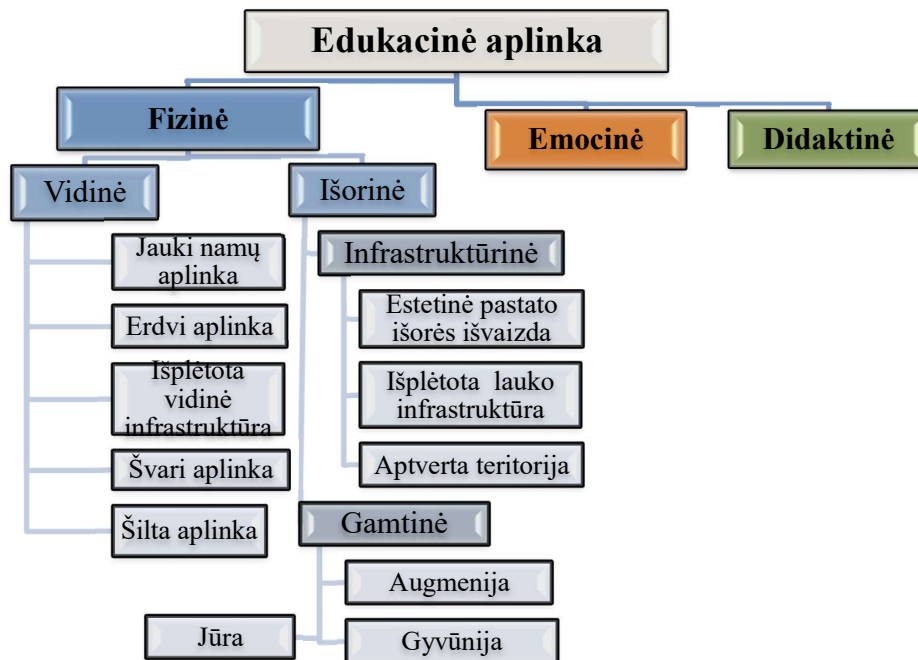 Edukacinė aplinka
Fizinė
Emocinė
Didaktinė
Vidinė
Išorinė
Jauki namų
aplinka
Erdvi aplinka
Išplėtota
vidinė
infrastruktūra
Švari aplinka
Šilta aplinka
Infrastruktūrinė
Estetinė pastato
išorės išvaizda
Išplėtota lauko
infrastruktūra
Aptverta teritorija
Gamtinė
Augmenija
Jūra
Gyvūnija